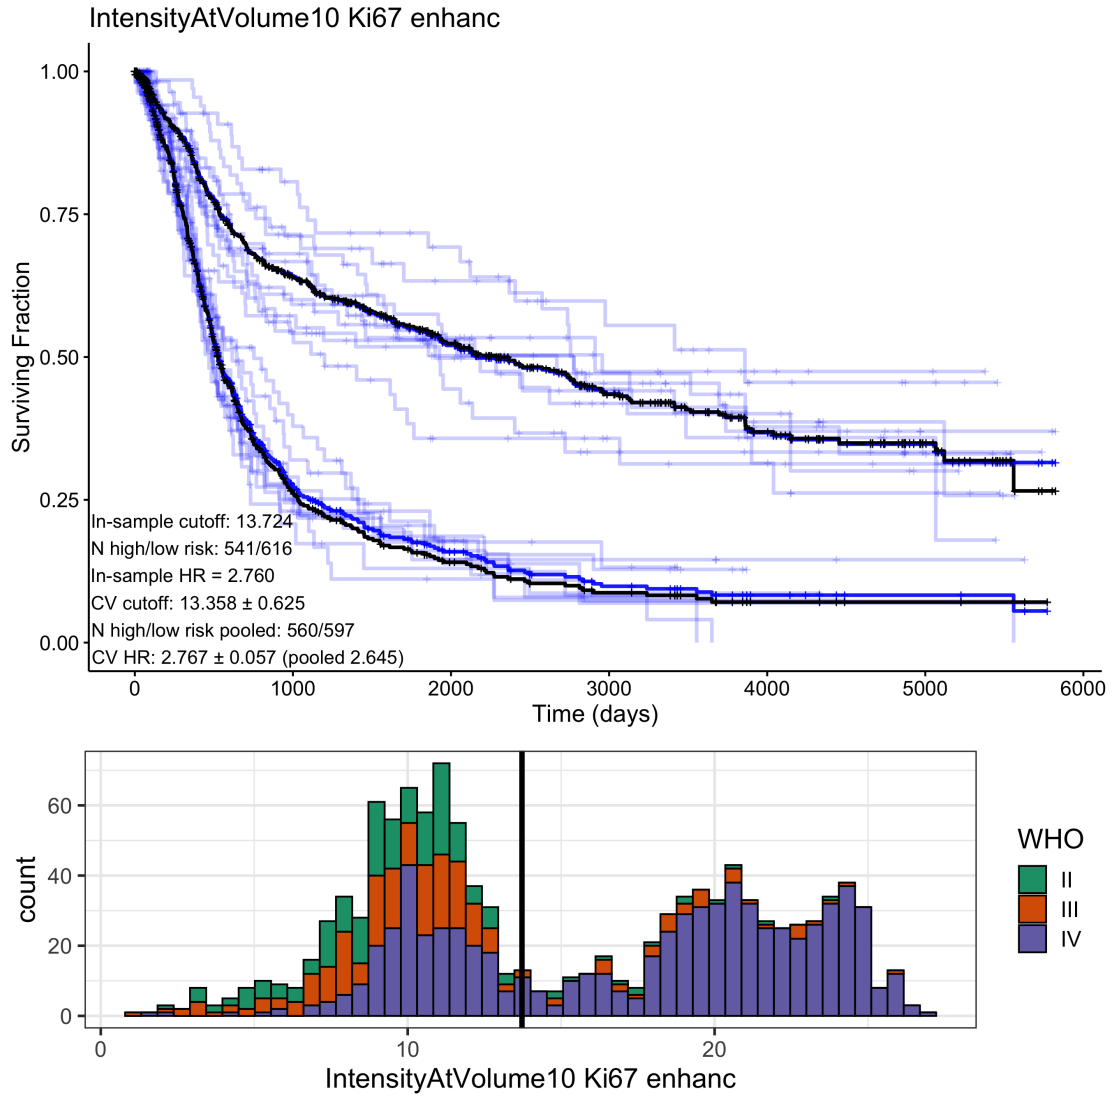 IntensityAtVolume10 Ki67 enhanc
1.00
0.75
0.50
0.25
0.00
Surviving Fraction
In-sample cutoff: 13.724
N high/low risk: 541/616
In-sample HR = 2.760
CV cutoff: 13.358 ± 0.625
N high/low risk pooled: 560/597
CV HR: 2.767 ± 0.057 (pooled 2.645)
0 1000 2000 3000 4000 5000 6000
Time (days)
60
40
20
0
count
0 10 20
IntensityAtVolume10 Ki67 enhanc
WHO
II
III
IV